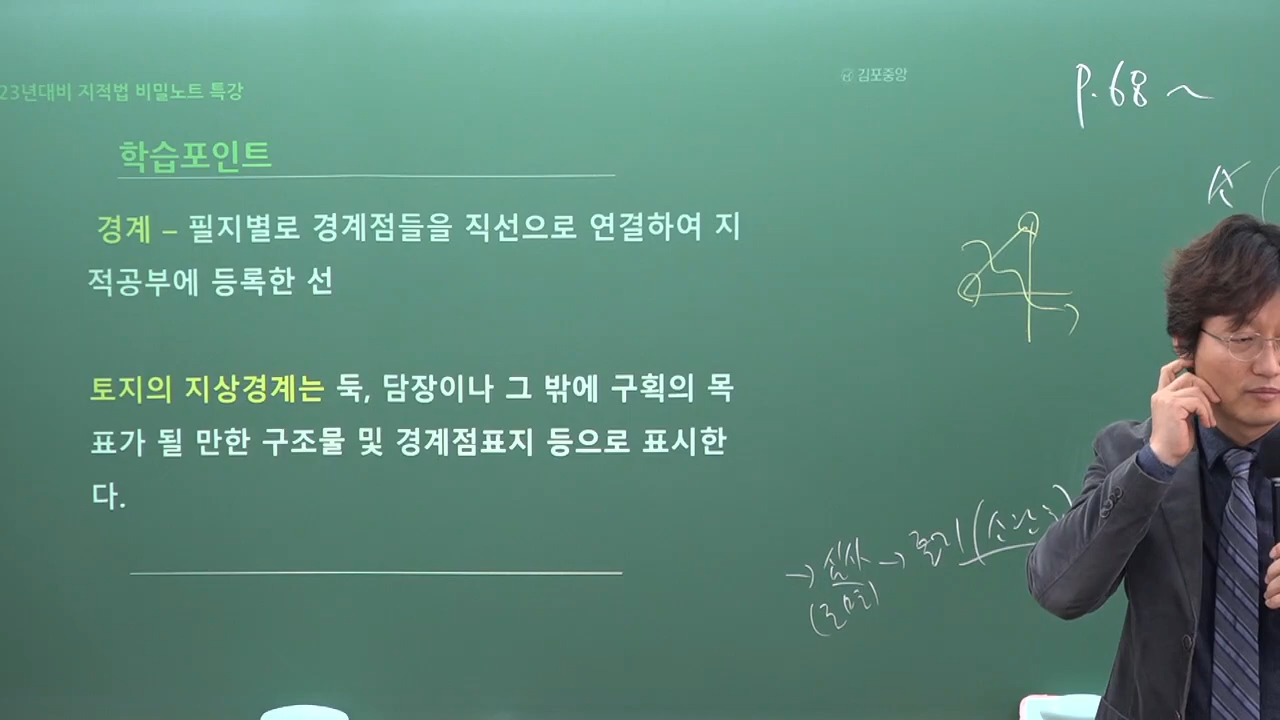 23년대비 지적법 비밀노트 특강
김포중앙
P.68 ~
학습포인트
경계 – 필지별로 경계점들을 직선으로 연결하여 지
적공부에 등록한 선
토지의 지상경계는 둑, 담장이나 그 밖에 구획의 목
표가 될 만한 구조물 및 경계점표지 등으로 표시한
다.
→ 심사 →